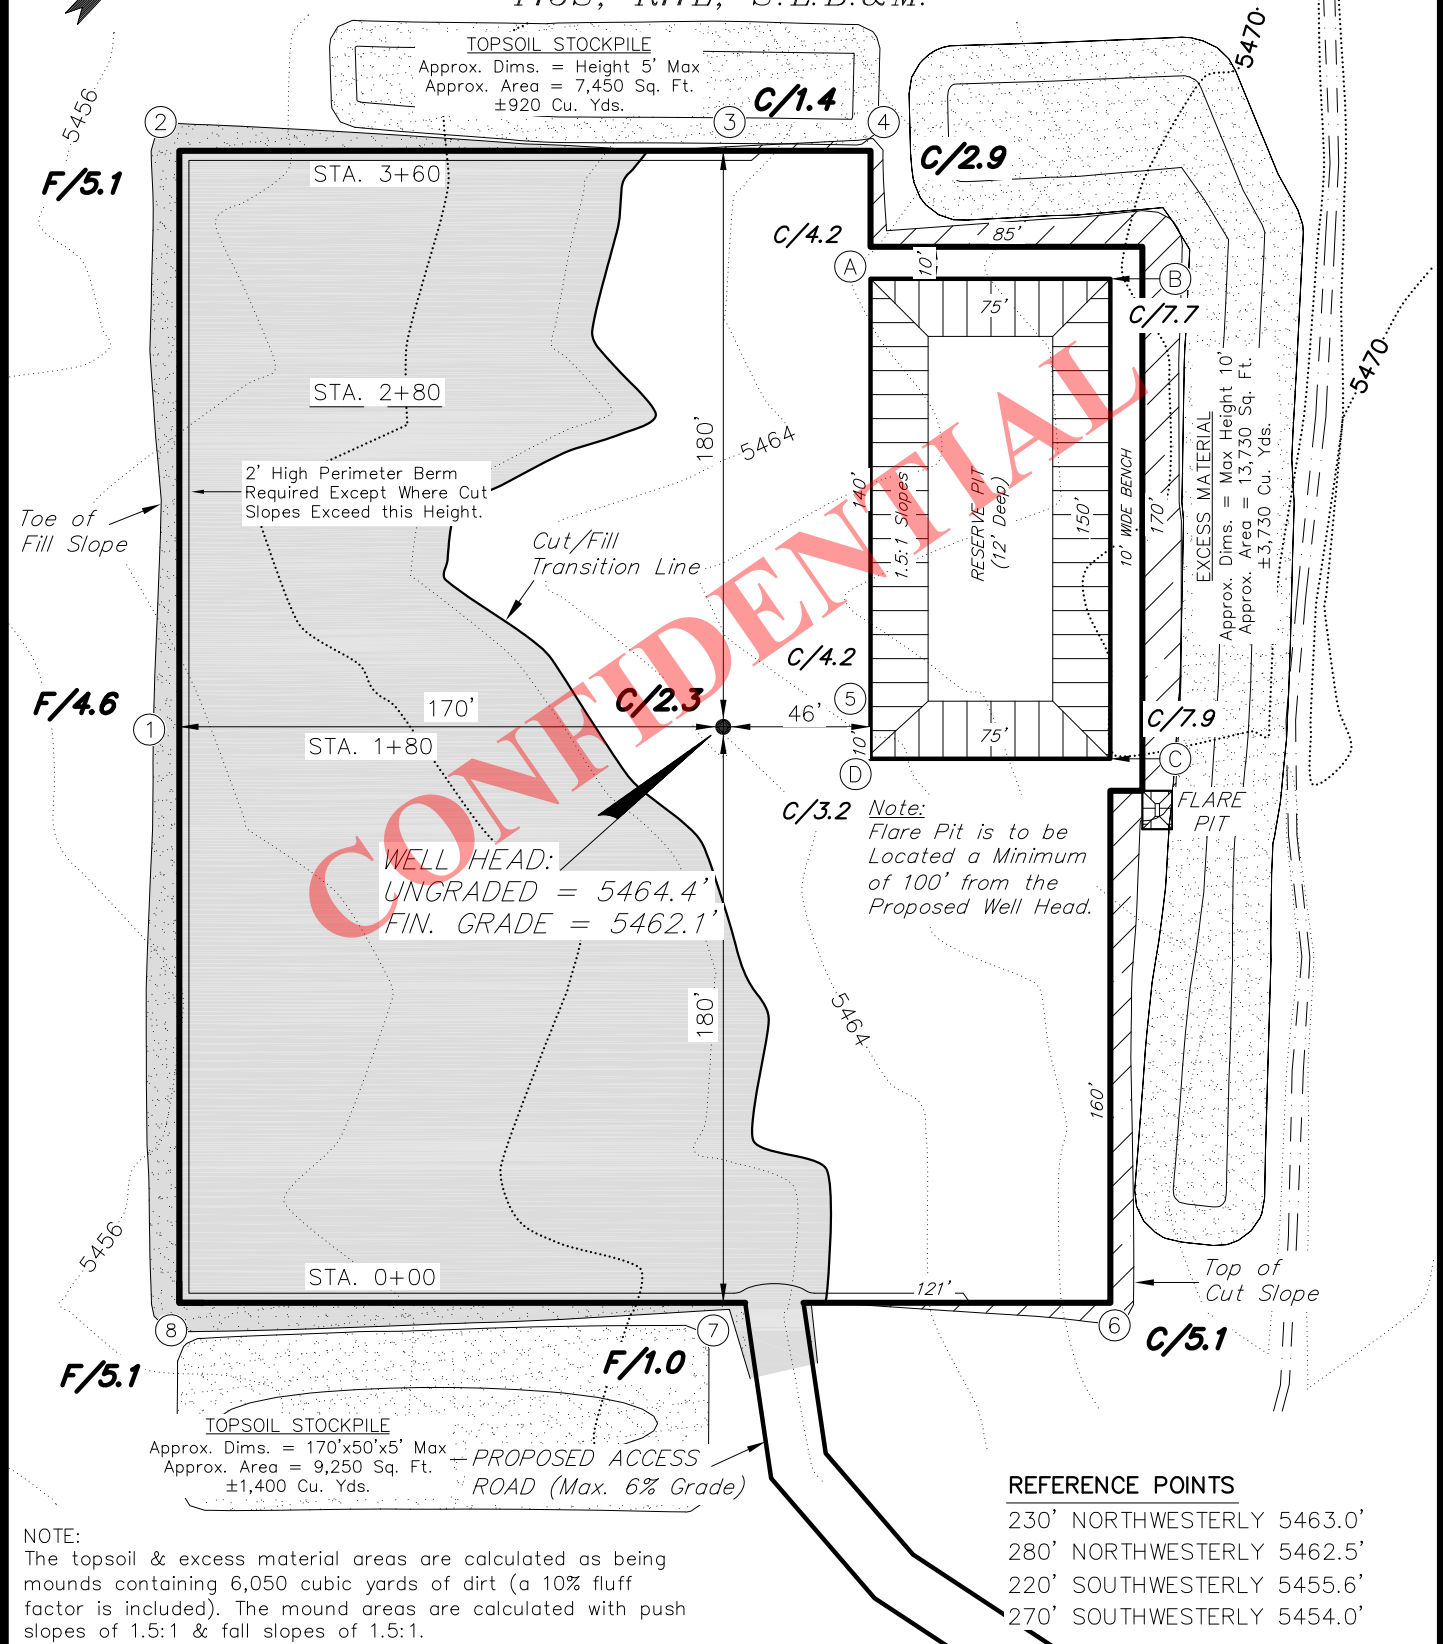 T10S, R17E, S.L.B.&M.
5470
5456
TOPSOIL STOCKPILE
Approx. Dims. = Height 5' Max
Approx. Area = 7,450 Sq. Ft.
±920 Cu. Yds.
C/1.4
2
3
4
F/5.1
STA. 3+60
C/2.9
C/4.2
85'
A
10'
B
75'
C/7.7
5470
STA. 2+80
180'
5464
2' High Perimeter Berm
Required Except Where Cut
Slopes Exceed this Height.
Toe of
Fill Slope
Cut/Fill
Transition Line
140'
1.5:1 Slopes
RESERVE PIT
(12' Deep)
150'
10' WIDE BENCH
170'
EXCESS MATERIAL
Approx. Dims. = Max Height 10'
Approx. Area = 13,730 Sq. Ft.
±3,730 Cu. Yds.
CONFIDENTIAL
C/4.2
F/4.6
170'
C/2.3
46'
5
C/7.9
1
STA. 1+80
10'
75'
D
C
C/3.2
FLARE
PIT
Note:
Flare Pit is to be
Located a Minimum
of 100' from the
Proposed Well Head.
WELL HEAD:
UNGRADED = 5464.4'
FIN. GRADE = 5462.1'
180'
5464
160'
5456
STA. 0+00
121'
Top of
Cut Slope
8
7
6
F/5.1
F/1.0
C/5.1
TOPSOIL STOCKPILE
Approx. Dims. = 170'x50'x5' Max
Approx. Area = 9,250 Sq. Ft.
±1,400 Cu. Yds.
PROPOSED ACCESS
ROAD (Max. 6% Grade)
REFERENCE POINTS
230' NORTHWESTERLY 5463.0'
280' NORTHWESTERLY 5462.5'
220' SOUTHWESTERLY 5455.6'
270' SOUTHWESTERLY 5454.0'
NOTE:
The topsoil & excess material areas are calculated as being
mounds containing 6,050 cubic yards of dirt (a 10% fluff
factor is included). The mound areas are calculated with push
slopes of 1.5:1 & fall slopes of 1.5:1.